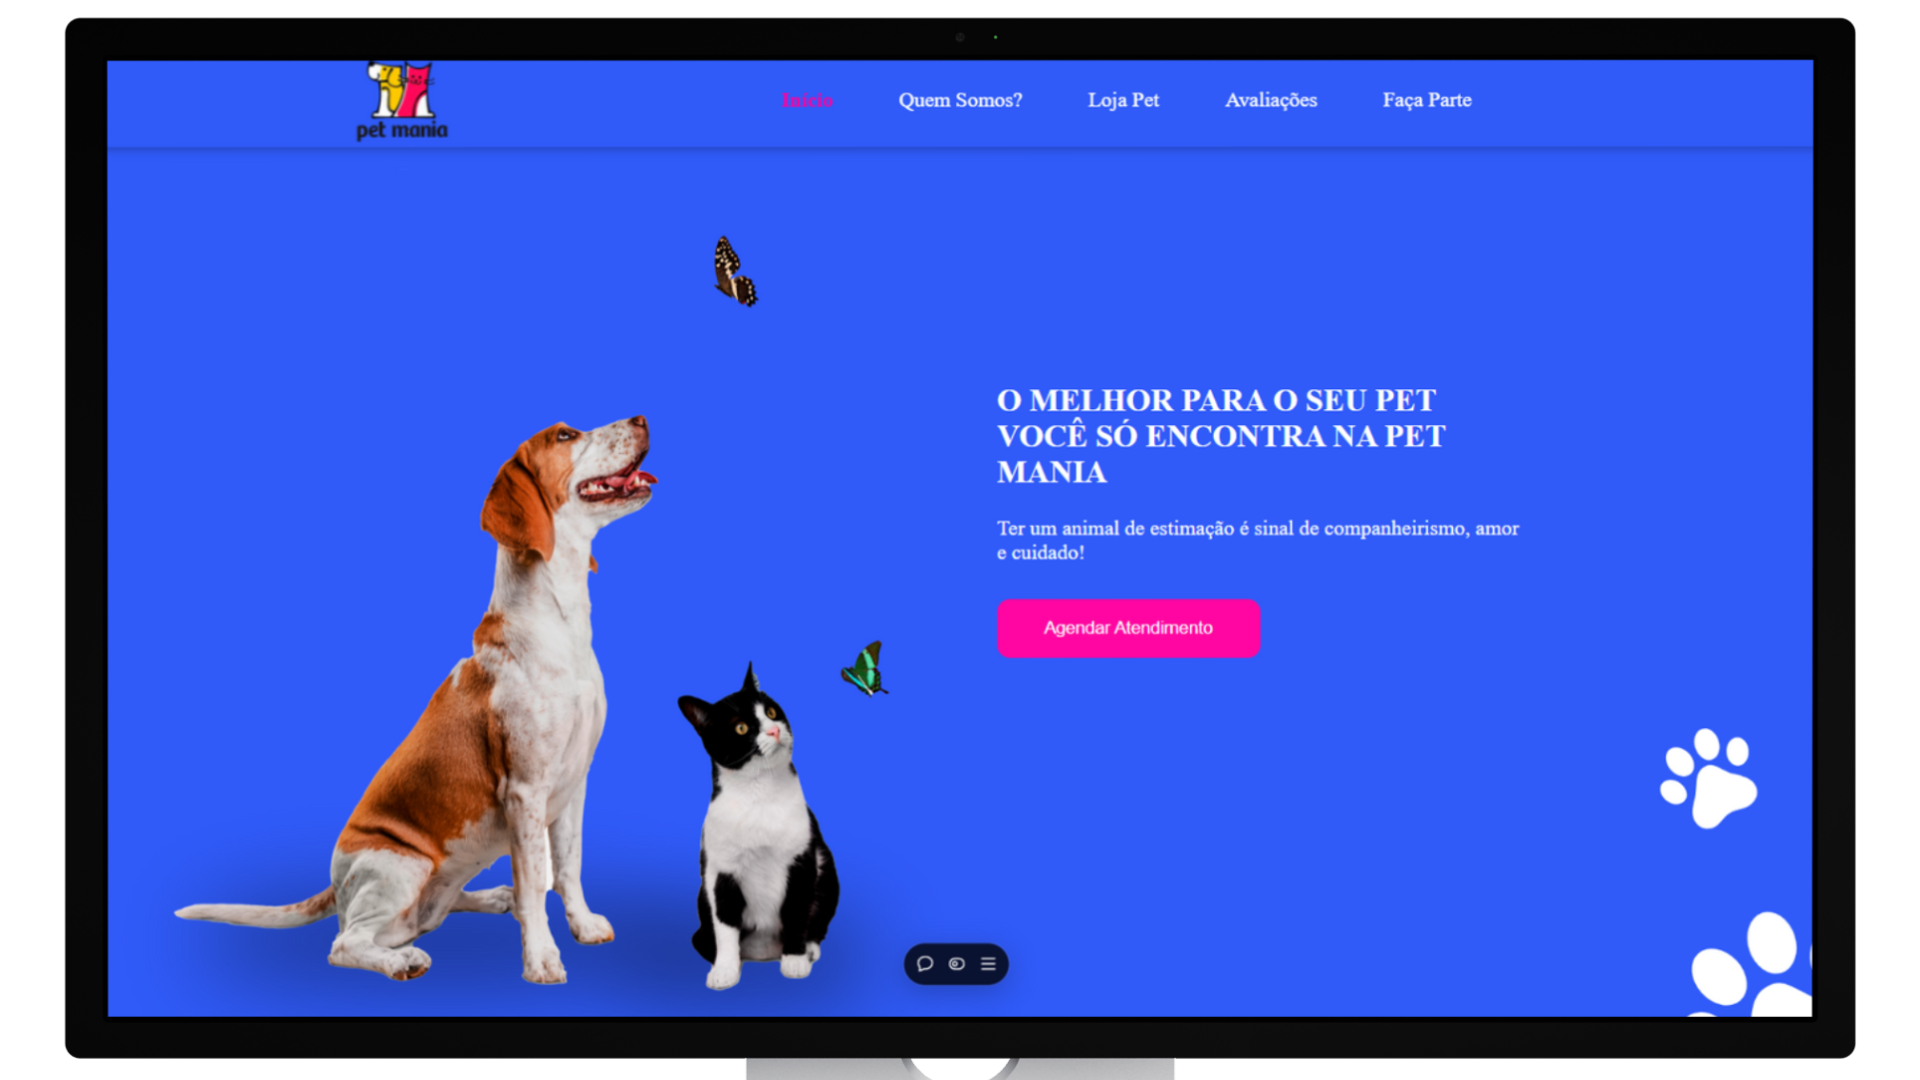 pet mania
Início
Quem Somos?
Loja Pet
Avaliações
Faça Parte
O MELHOR PARA O SEU PET
VOCÊ SÓ ENCONTRA NA PET
MANIA
Ter um animal de estimação é sinal de companheirismo, amor
e cuidado!
Agendar Atendimento